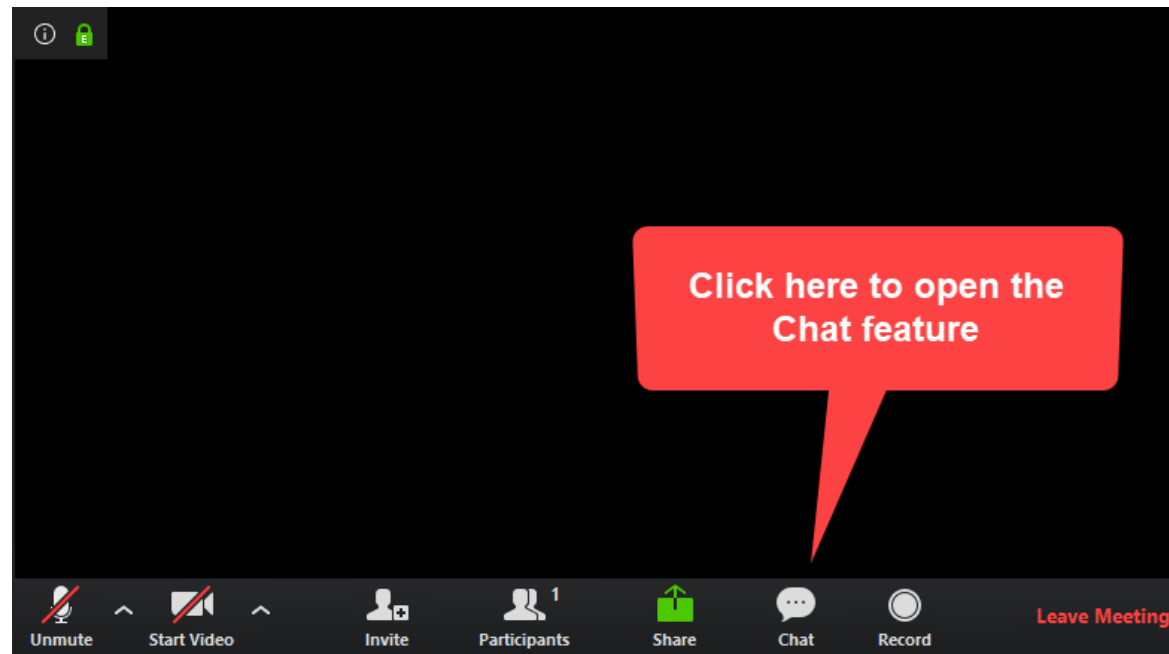 E
Click here to open the
Chat feature
1
Unmute
Start Video
Invite
Participants
Share
Chat
Record
Leave Meeting